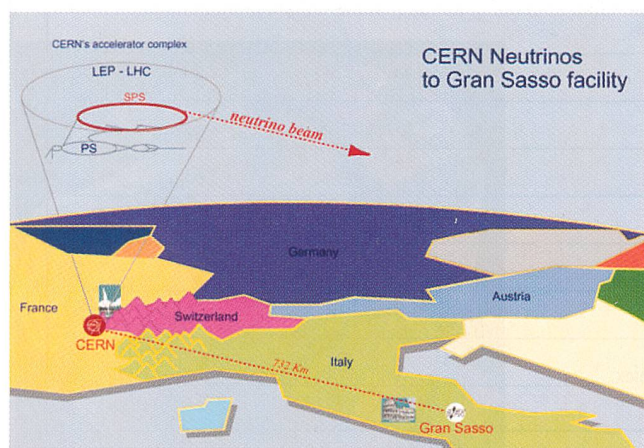 CERN's accelerator complex
LEP - LHC
SPS
PS
neutrino beam
CERN Neutrinos
to Gran Sasso facility
Germany
France
Austria
Switzerland
CERN
Italy
732 Km
Gran Sasso